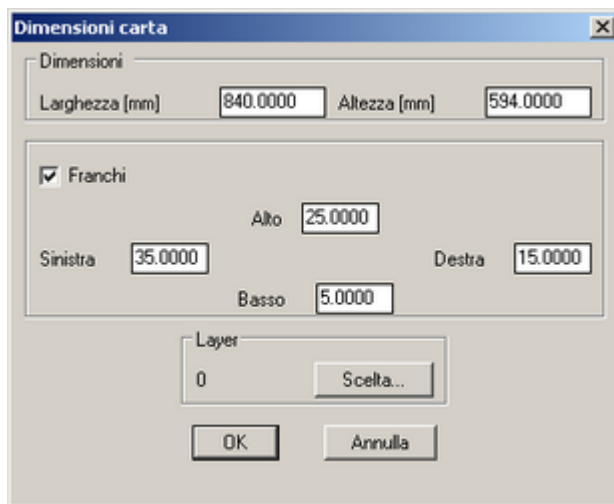 Dimensioni carta
Dimensioni
Larghezza [mm] 840.0000 Altezza [mm] 594.0000
Franchi
Alto 25.0000
Sinistra 35.0000 Destra 15.0000
Basso 5.0000
Layer
0 Scelta...
OK Annulla